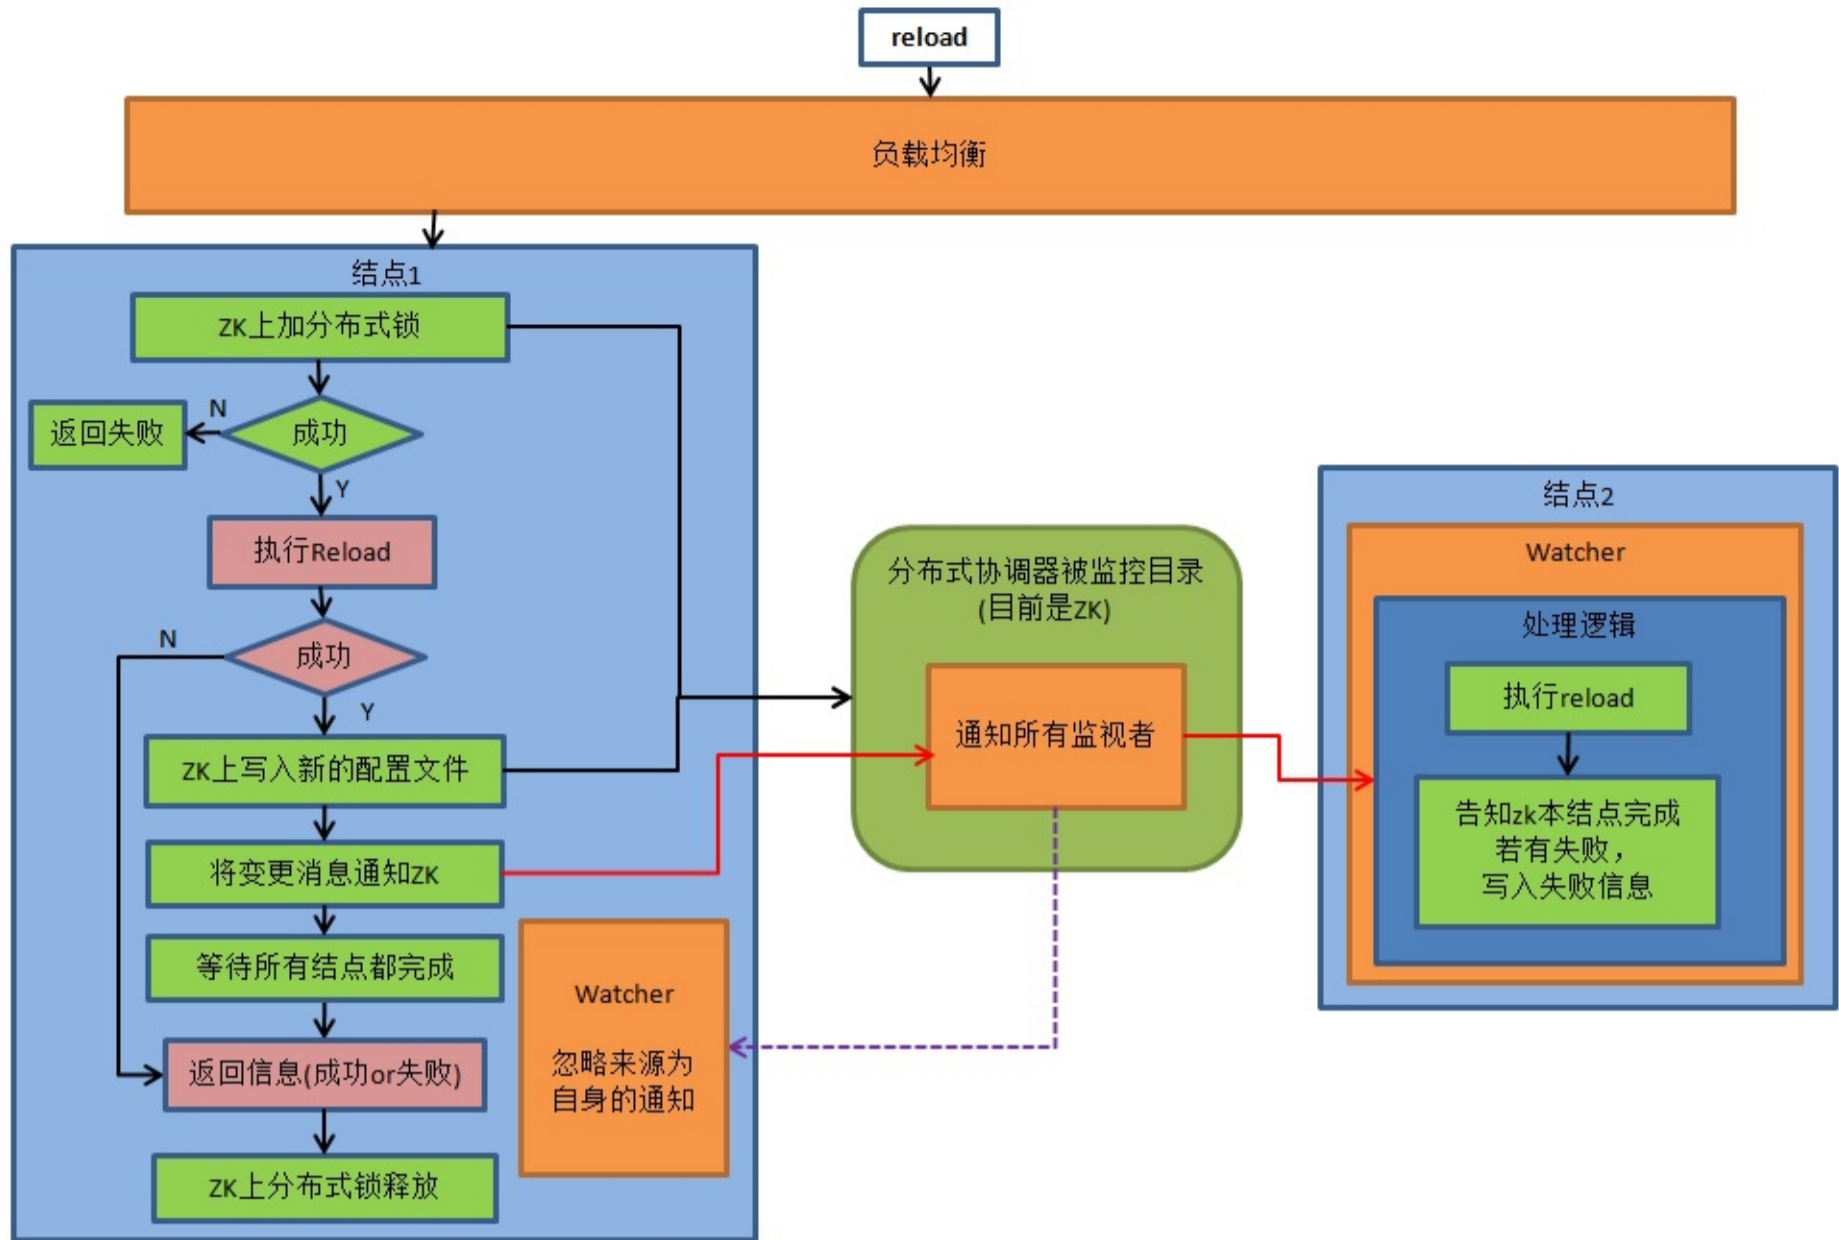 reload
负载均衡
结点1
ZK上加分布式锁
N
返回失败
成功
Y
执行Reload
N
成功
Y
ZK上写入新的配置文件
将变更消息通知ZK
等待所有结点都完成
返回信息(成功or失败)
ZK上分布式锁释放
Watcher
忽略来源为
自身的通知
分布式协调器被监控目录
(目前是ZK)
通知所有监视者
结点2
Watcher
处理逻辑
执行reload
告知zk本结点完成
若有失败，
写入失败信息